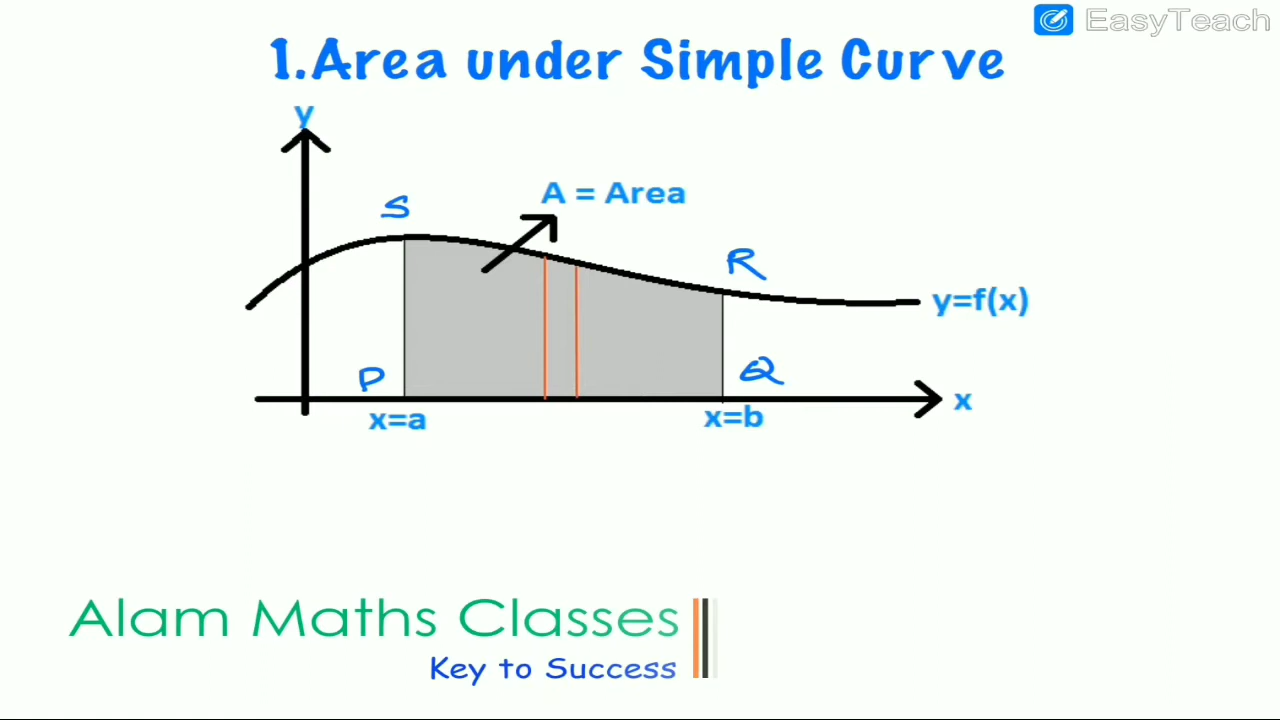 EasyTeach
1.Area under Simple Curve
y
S
A = Area
R
y=f(x)
P
Q
x=a
x=b
x
Alam Maths Classes
Key to Success